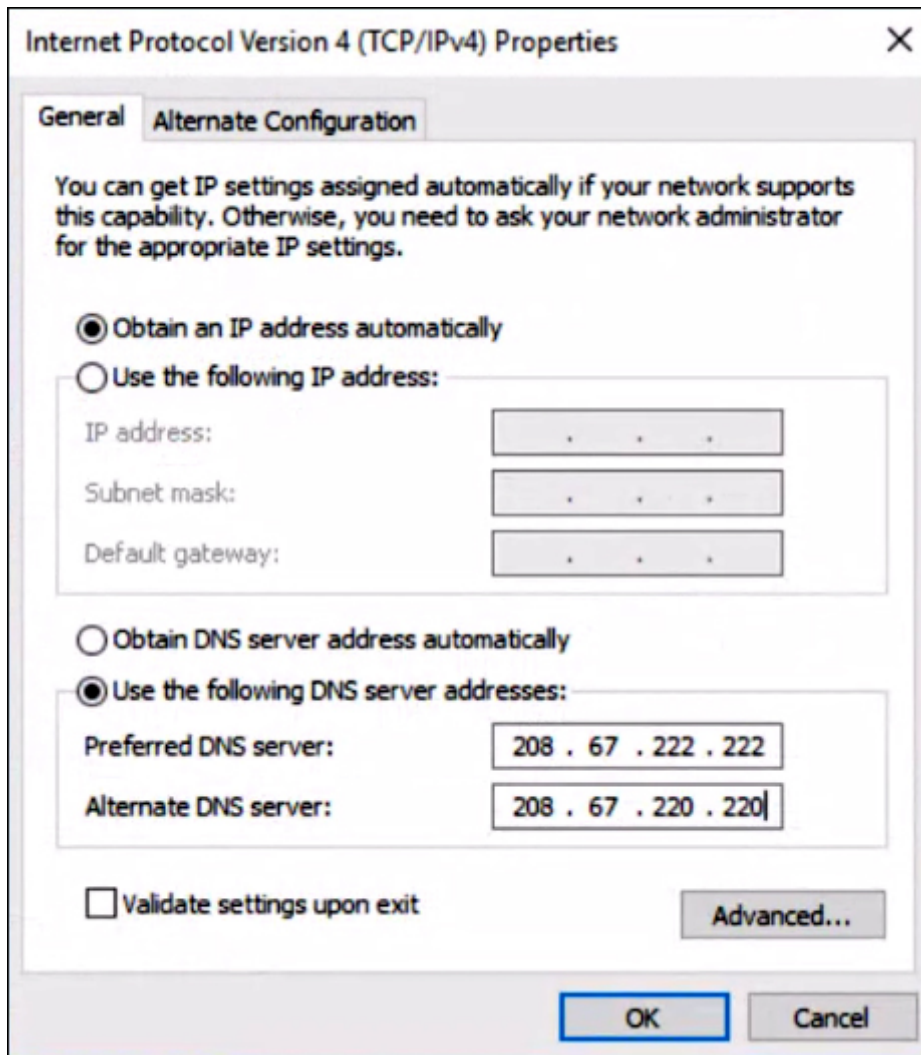 Internet Protocol Version 4 (TCP/IPv4) Properties
General
Alternate Configuration
You can get IP settings assigned automatically if your network supports
this capability. Otherwise, you need to ask your network administrator
for the appropriate IP settings.
Obtain an IP address automatically
Use the following IP address:
IP address:
. . .
Subnet mask:
. . .
Default gateway:
. . .
Obtain DNS server address automatically
Use the following DNS server addresses:
Preferred DNS server:
208 . 67 . 222 . 222
Alternate DNS server:
208 . 67 . 220 . 220
Validate settings upon exit
Advanced...
OK
Cancel